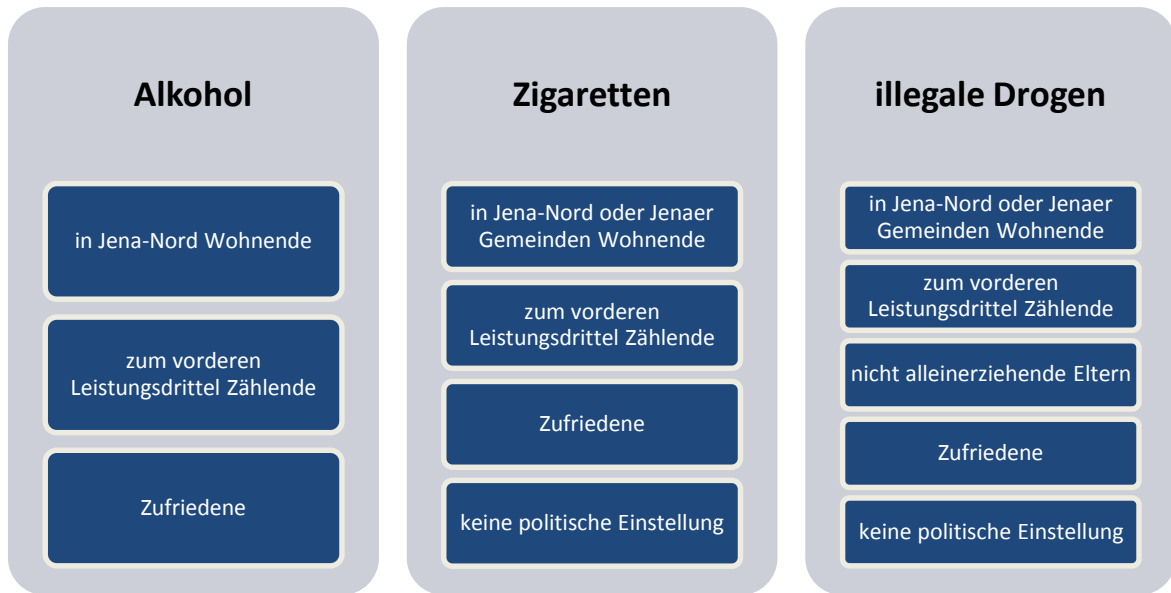 Alkohol
in Jena-Nord Wohnende
zum vorderen
Leistungsdrittel Zählende
Zufriedene
Zigaretten
in Jena-Nord oder Jenaer
Gemeinden Wohnende
zum vorderen
Leistungsdrittel Zählende
Zufriedene
keine politische Einstellung
illegale Drogen
in Jena-Nord oder Jenaer
Gemeinden Wohnende
zum vorderen
Leistungsdrittel Zählende
nicht alleinerziehende Eltern
Zufriedene
keine politische Einstellung